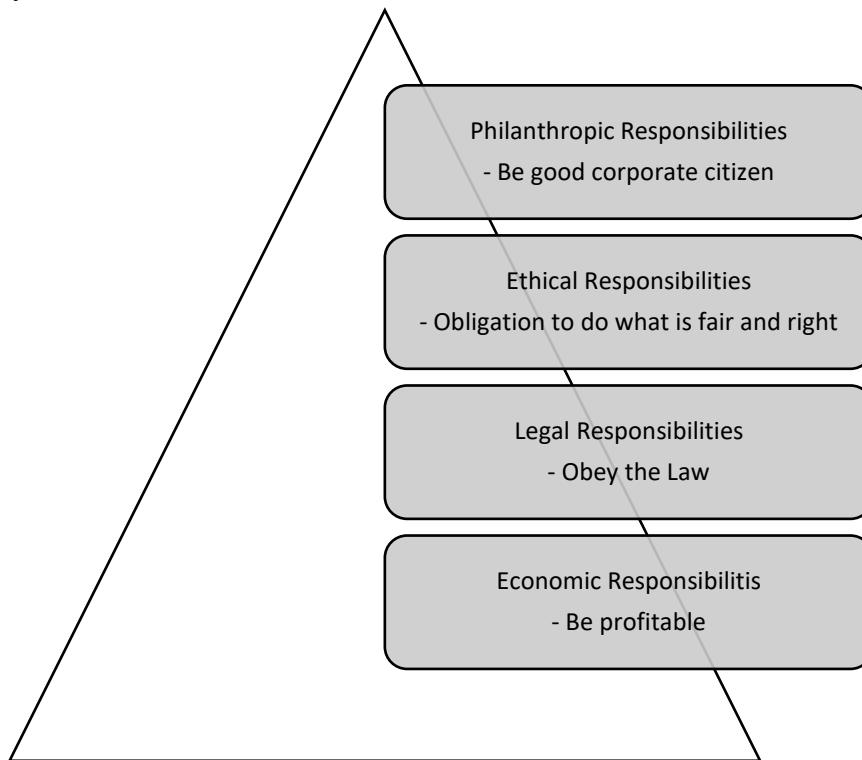 Philanthropic Responsibilities
- Be good corporate citizen
Ethical Responsibilities
- Obligation to do what is fair and right
Legal Responsibilities
- Obey the Law
Economic Responsibilitis
- Be profitable